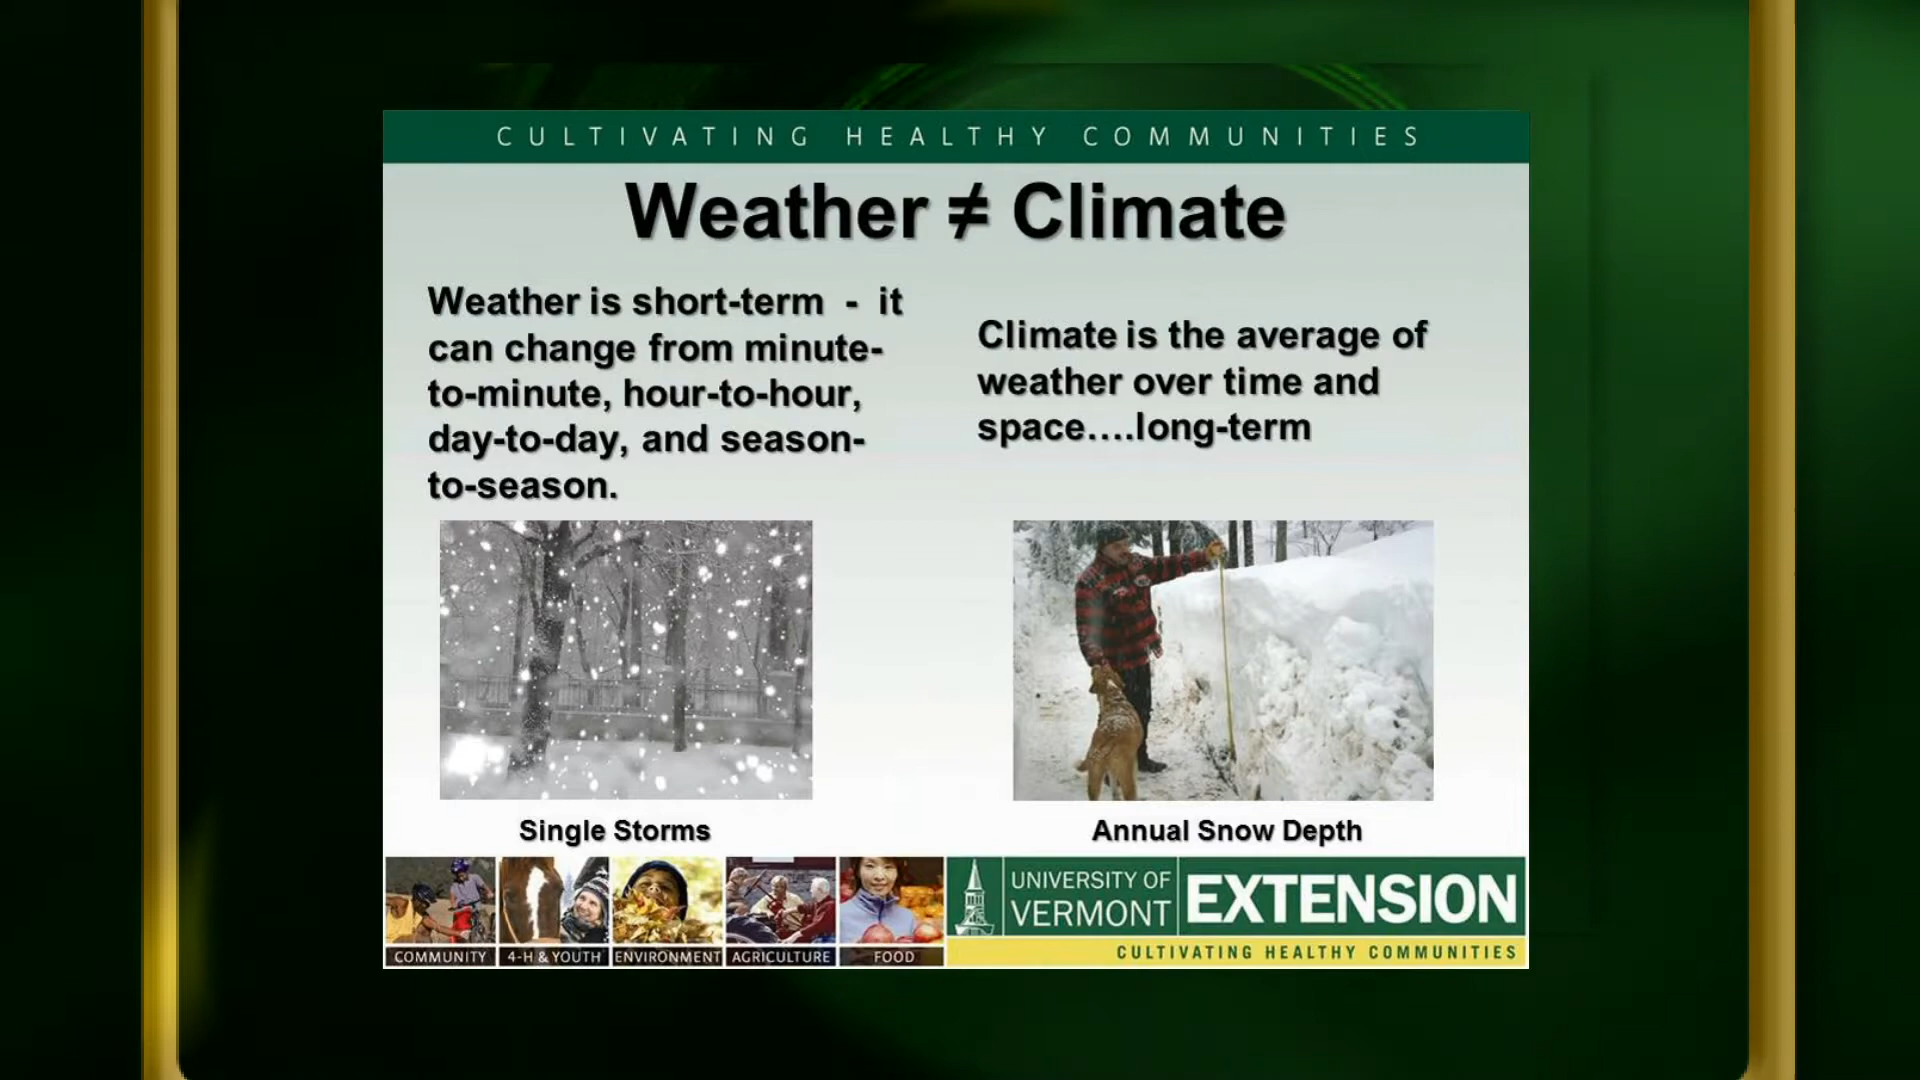 CULTIVATING HEALTHY COMMUNITIES
Weather ≠ Climate
Weather is short-term - it
can change from minute-
to-minute, hour-to-hour,
day-to-day, and season-
to-season.
Climate is the average of
weather over time and
space....long-term
Single Storms
Annual Snow Depth
COMMUNITY
4-H & YOUTH
ENVIRONMENT
AGRICULTURE
FOOD
UNIVERSITY OF
VERMONT
EXTENSION
CULTIVATING HEALTHY COMMUNITIES